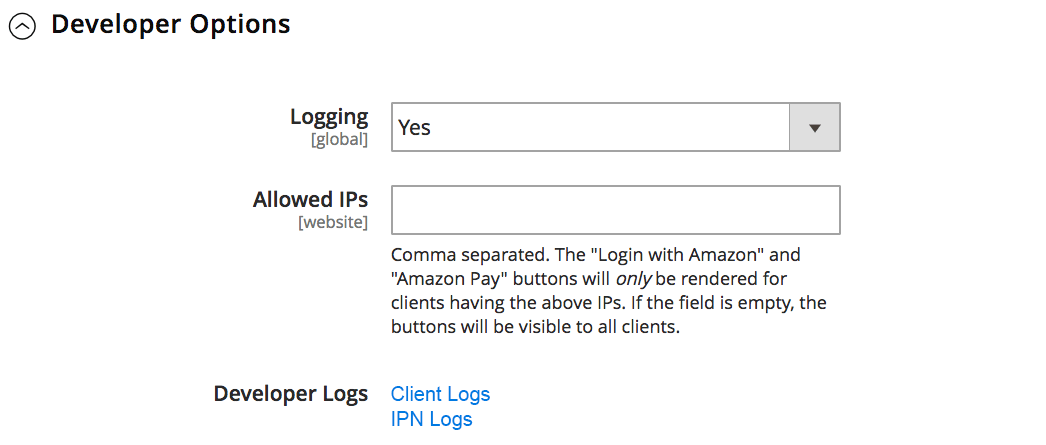 Developer Options
Logging
[global]
Yes
Allowed IPs
[website]
Comma separated. The "Login with Amazon" and
"Amazon Pay" buttons will only be rendered for
clients having the above IPs. If the field is empty, the
buttons will be visible to all clients.
Developer Logs
Client Logs
IPN Logs